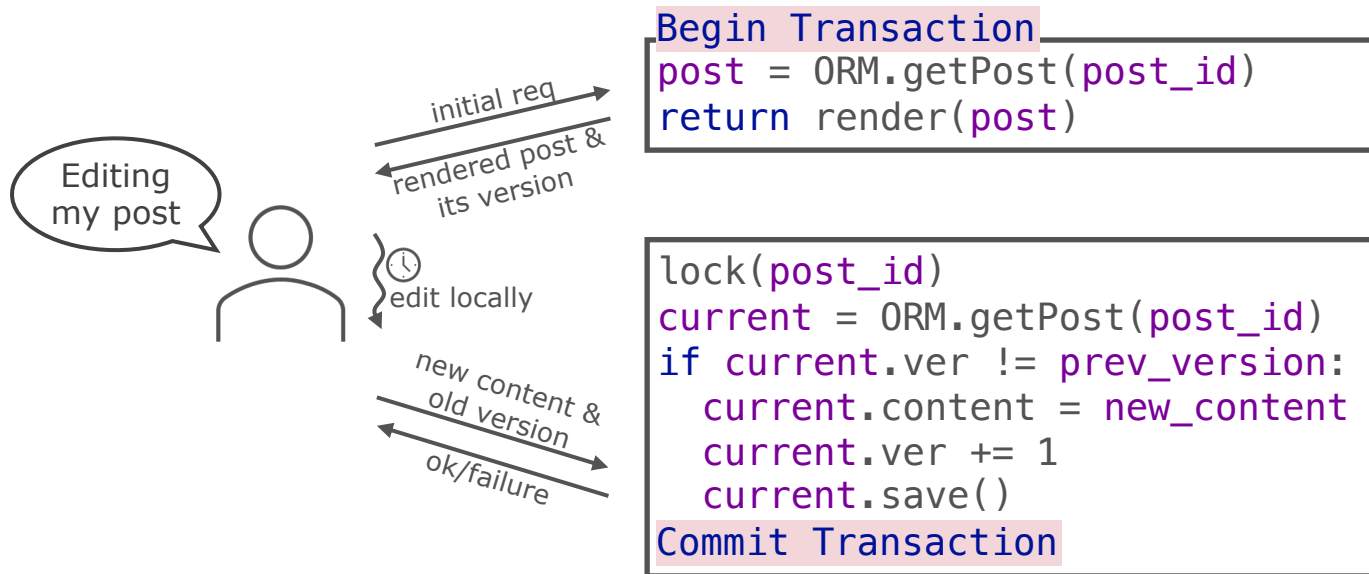 Begin Transaction
post = ORM.getPost(post_id)
return render(post)
initial req
rendered post &
its version
Editing
my post
edit locally
new content &
old version
ok/failure
lock(post_id)
current = ORM.getPost(post_id)
if current.ver != prev_version:
  current.content = new_content
  current.ver += 1
  current.save()
Commit Transaction